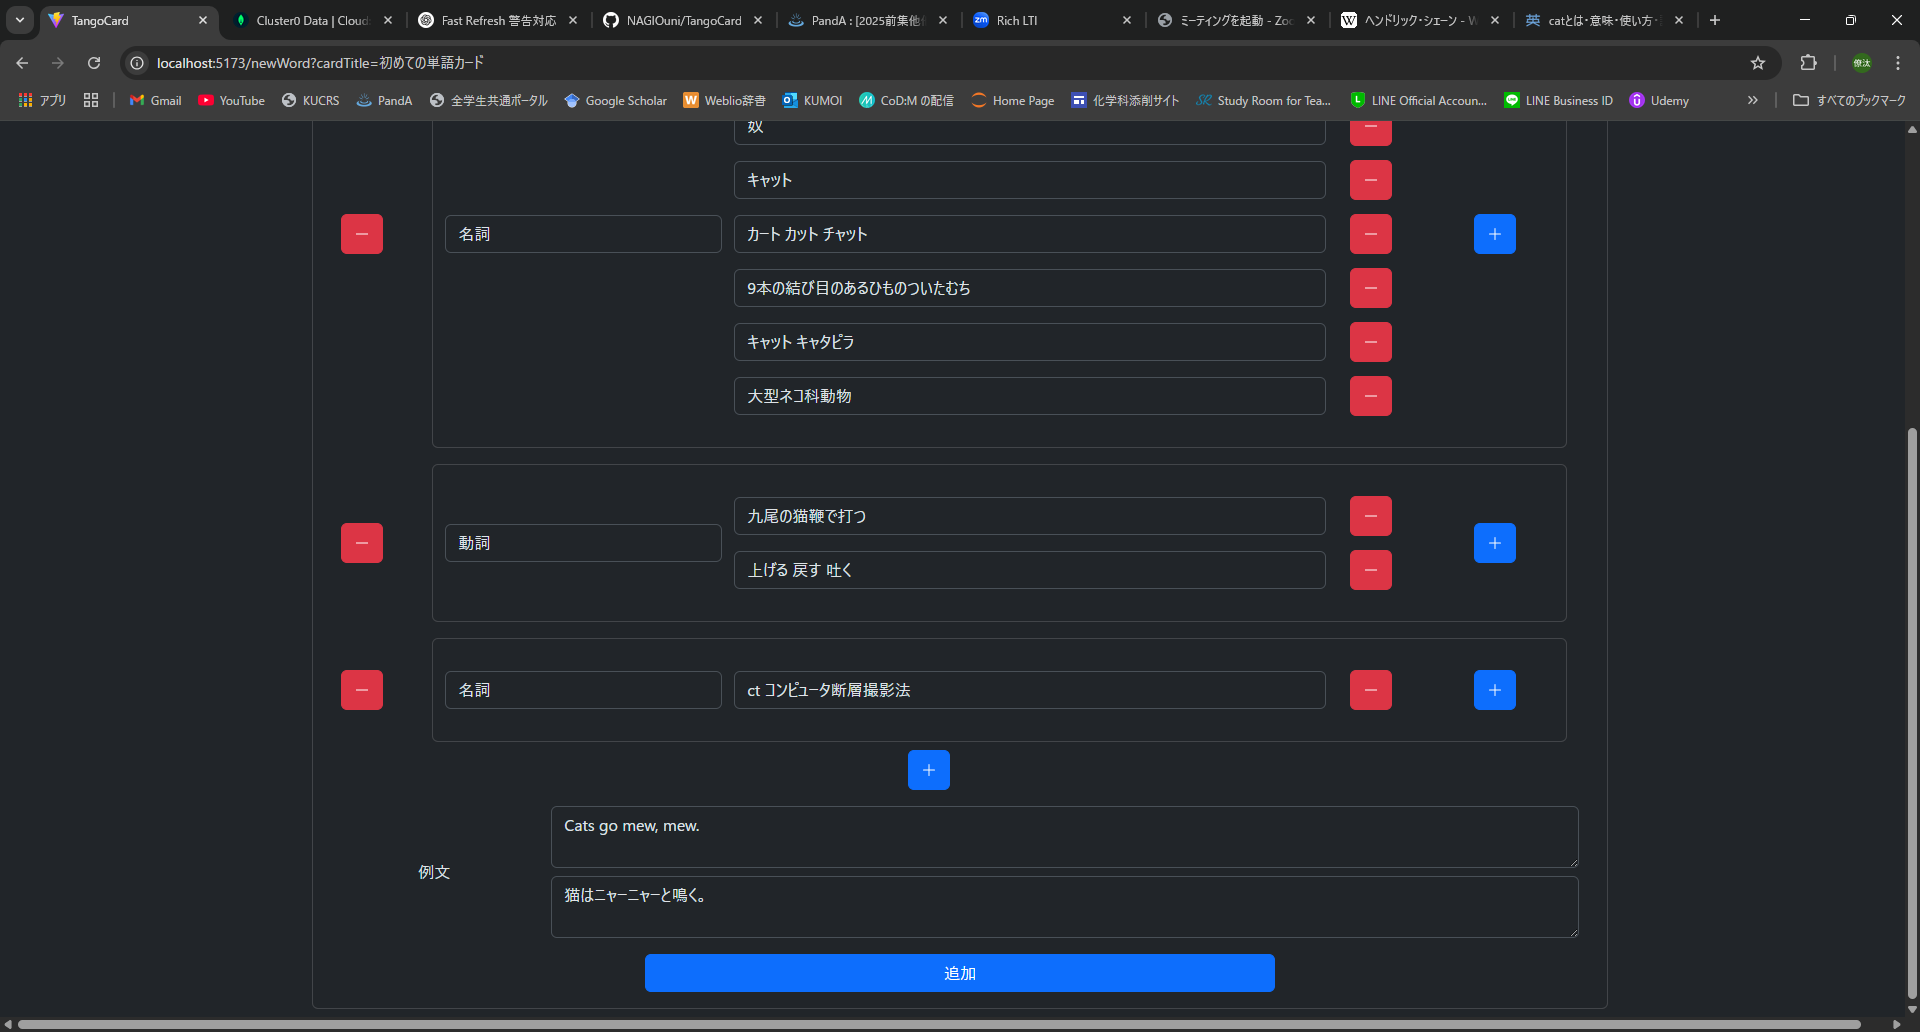 TangoCard
Cluster0 Data | Cloud
Fast Refresh 警告対応
NAGIOuni/TangoCard
PandA : [2025前集他
Rich LTI
ミーティングを起動 - Zo
ヘンドリック・シェーン - W
catとは・意味・使い方・
localhost:5173/newWord?cardTitle=初めての単語カード
僚汰
アプリ
Gmail
YouTube
KUCRS
PandA
全学生共通ポータル
Google Scholar
Weblio辞書
KUMOI
CoD:M の配信
Home Page
化学科添削サイト
Study Room for Tea...
LINE Official Accoun...
LINE Business ID
Udemy
すべてのブックマーク
奴
キャット
名詞
カート カット チャット
9本の結び目のあるひものついたむち
キャット キャタピラ
大型ネコ科動物
九尾の猫鞭で打つ
動詞
上げる 戻す 吐く
名詞
ct コンピュータ断層撮影法
Cats go mew, mew.
例文
猫はニャーニャーと鳴く。
追加